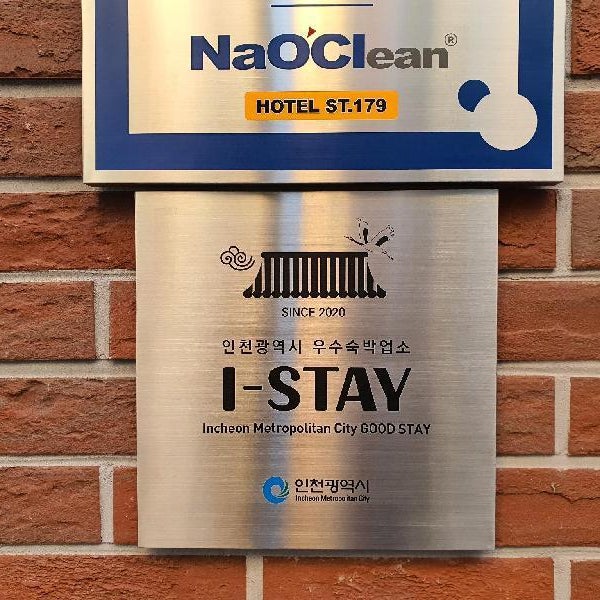 NaOClean®
HOTEL ST.179
SINCE 2020
인천광역시 우수숙박업소
I-STAY
Incheon Metropolitan City GOOD STAY
인천광역시
Incheon Metropolitan City